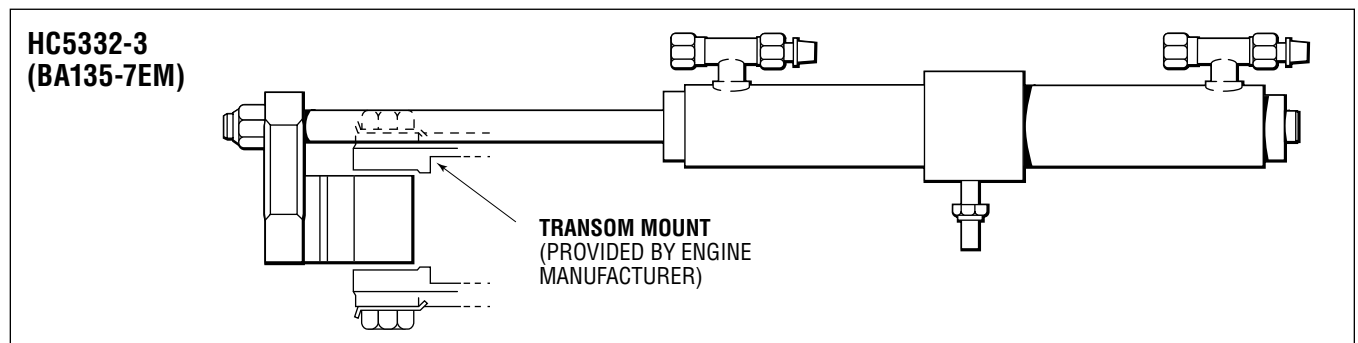 HC5332-3
(BA135-7EM)
TRANSOM MOUNT
(PROVIDED BY ENGINE
MANUFACTURER)